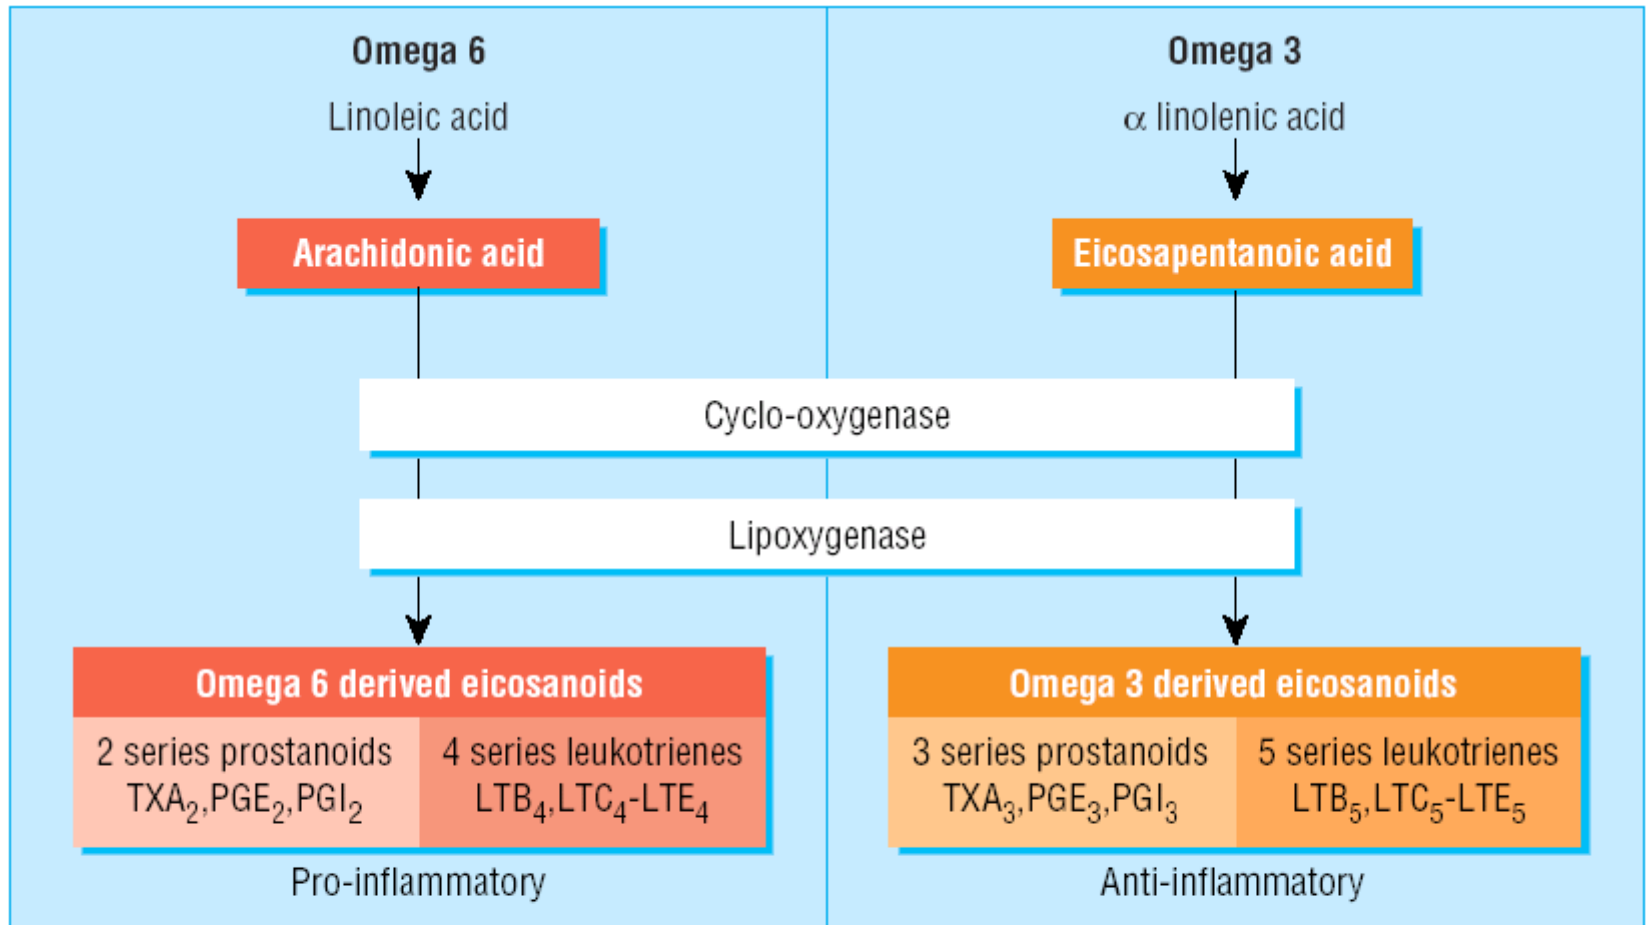 Omega 6
Linoleic acid
Arachidonic acid
Omega 3
α linolenic acid
Eicosapentanoic acid
Cyclo-oxygenase
Lipoxygenase
Omega 6 derived eicosanoids
2 series prostanoids
TXA₂,PGE₂,PGI₂
4 series leukotrienes
LTB₄,LTC₄-LTE₄
Pro-inflammatory
Omega 3 derived eicosanoids
3 series prostanoids
TXA₃,PGE₃,PGI₃
5 series leukotrienes
LTB₅,LTC₅-LTE₅
Anti-inflammatory